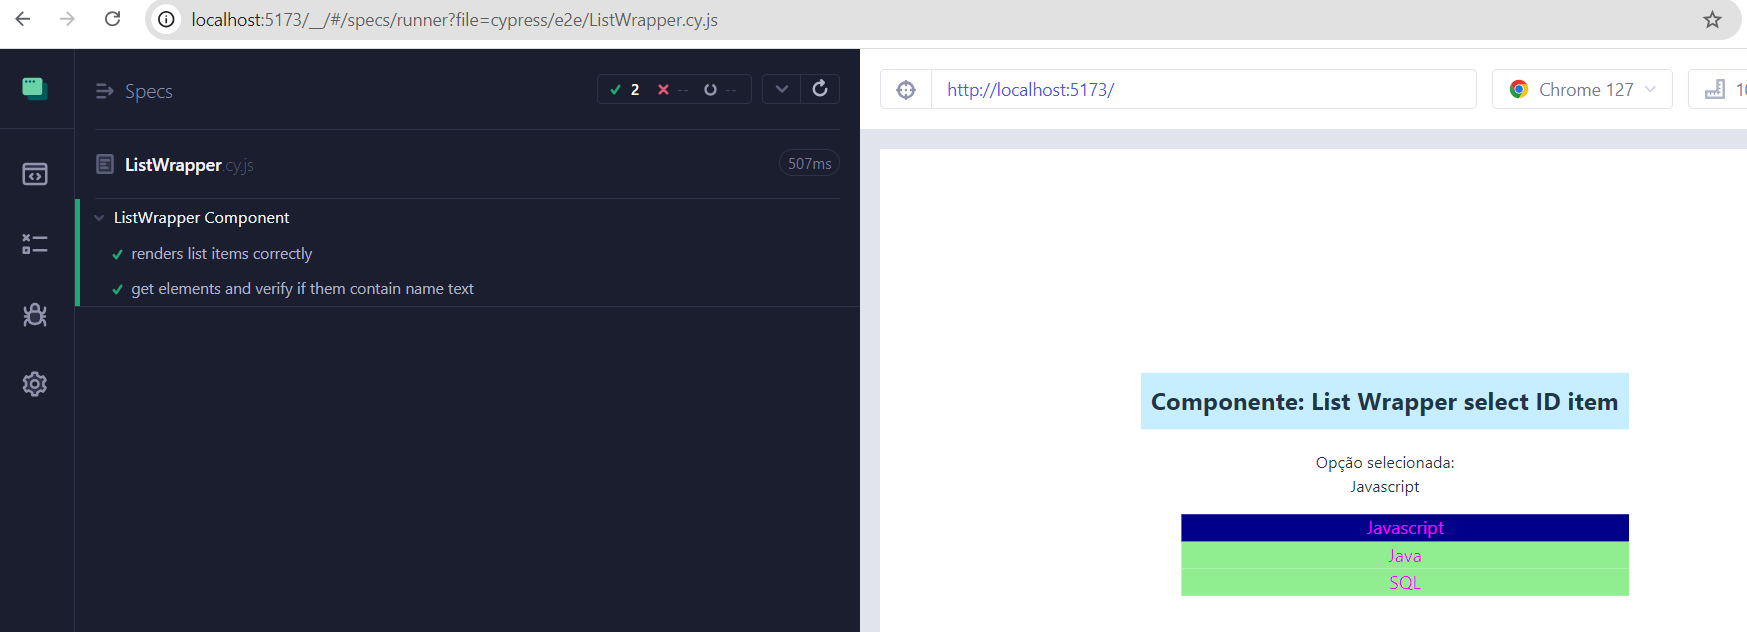 localhost:5173/__/#/specs/runner?file=cypress/e2e/ListWrapper.cy.js
Specs
2 -- --
ListWrapper.cy.js 507ms
ListWrapper Component
renders list items correctly
get elements and verify if them contain name text
http://localhost:5173/
Chrome 127
10
Componente: List Wrapper select ID item
Opção selecionada:
Javascript
Javascript
Java
SQL